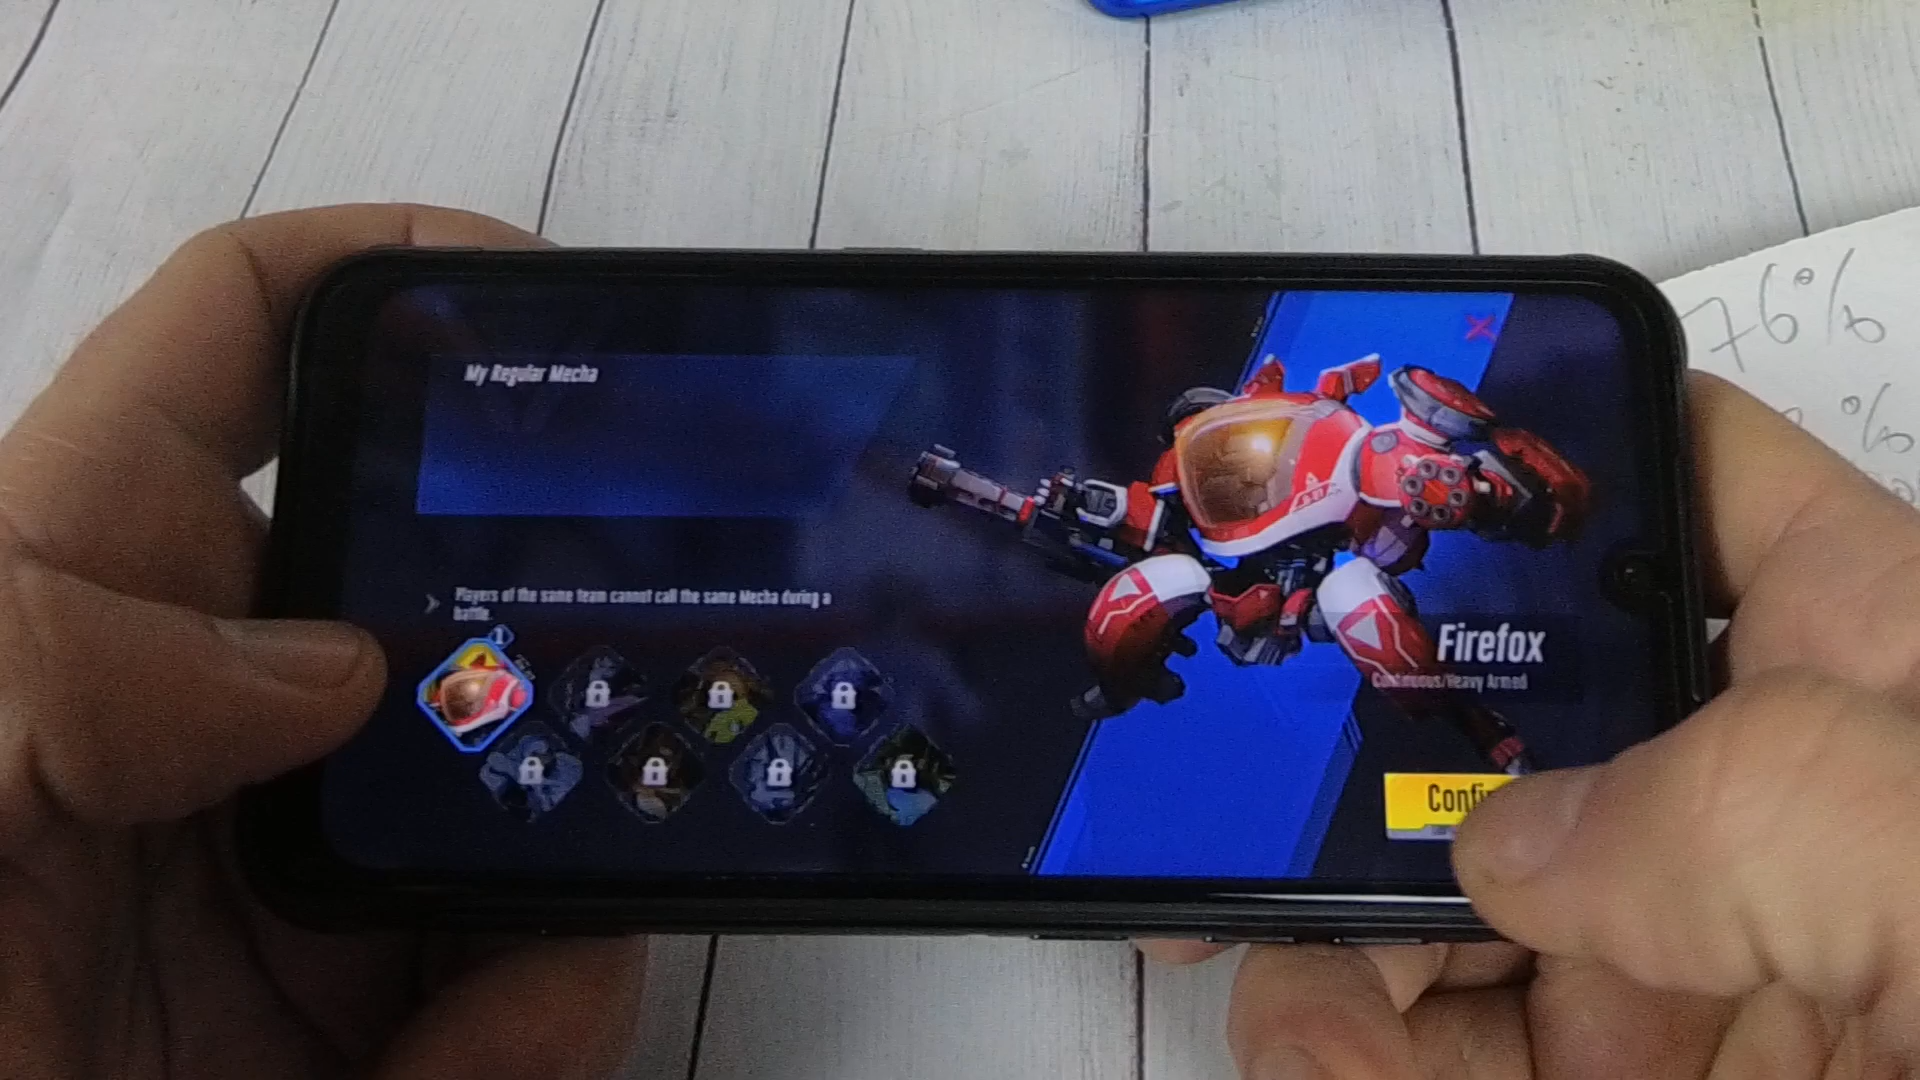 My Regular Mecha
Players of the same team cannot call the same Mecha during a
battle.
1
Firefox
Continuous/Heavy Armed
Confi
76%
%